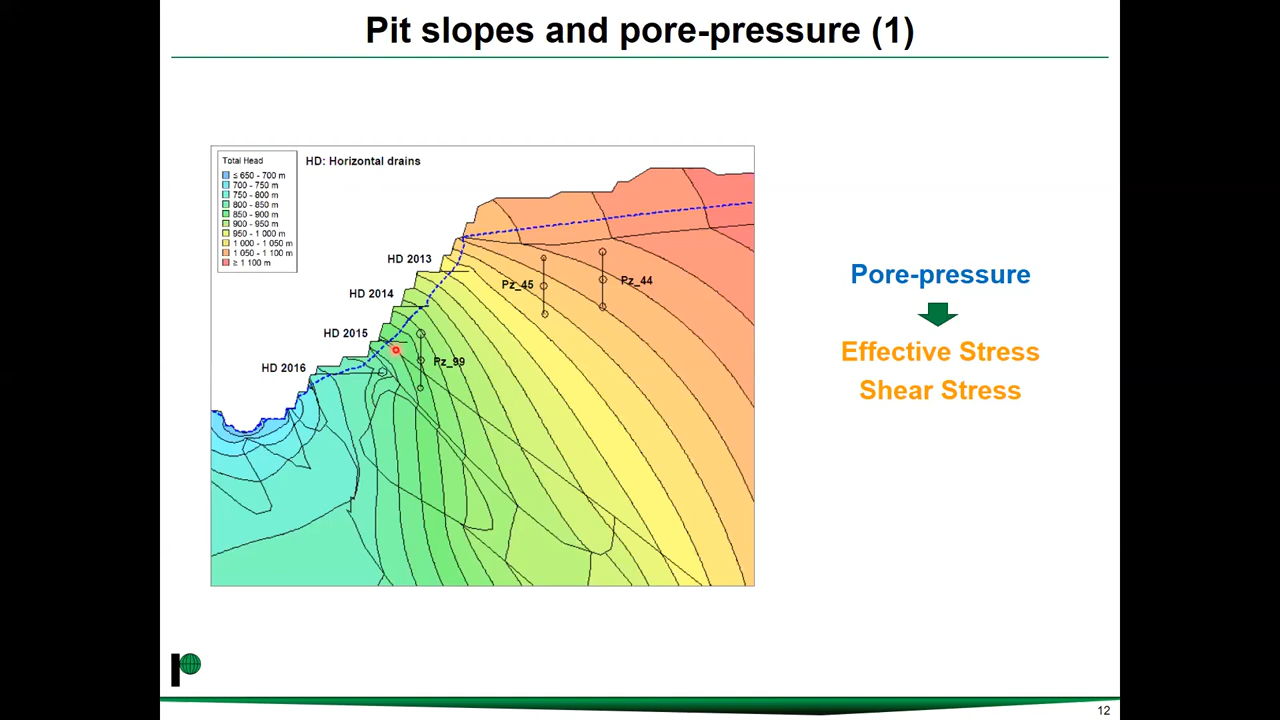 Pit slopes and pore-pressure (1)
Total Head
≤ 650 - 700 m
700 - 750 m
750 - 800 m
800 - 850 m
850 - 900 m
900 - 950 m
950 - 1 000 m
1 000 - 1 050 m
1 050 - 1 100 m
≥ 1 100 m
HD: Horizontal drains
HD 2013
HD 2014
HD 2015
HD 2016
Pz_45
Pz_44
Pz_99
Pore-pressure
Effective Stress
Shear Stress
12